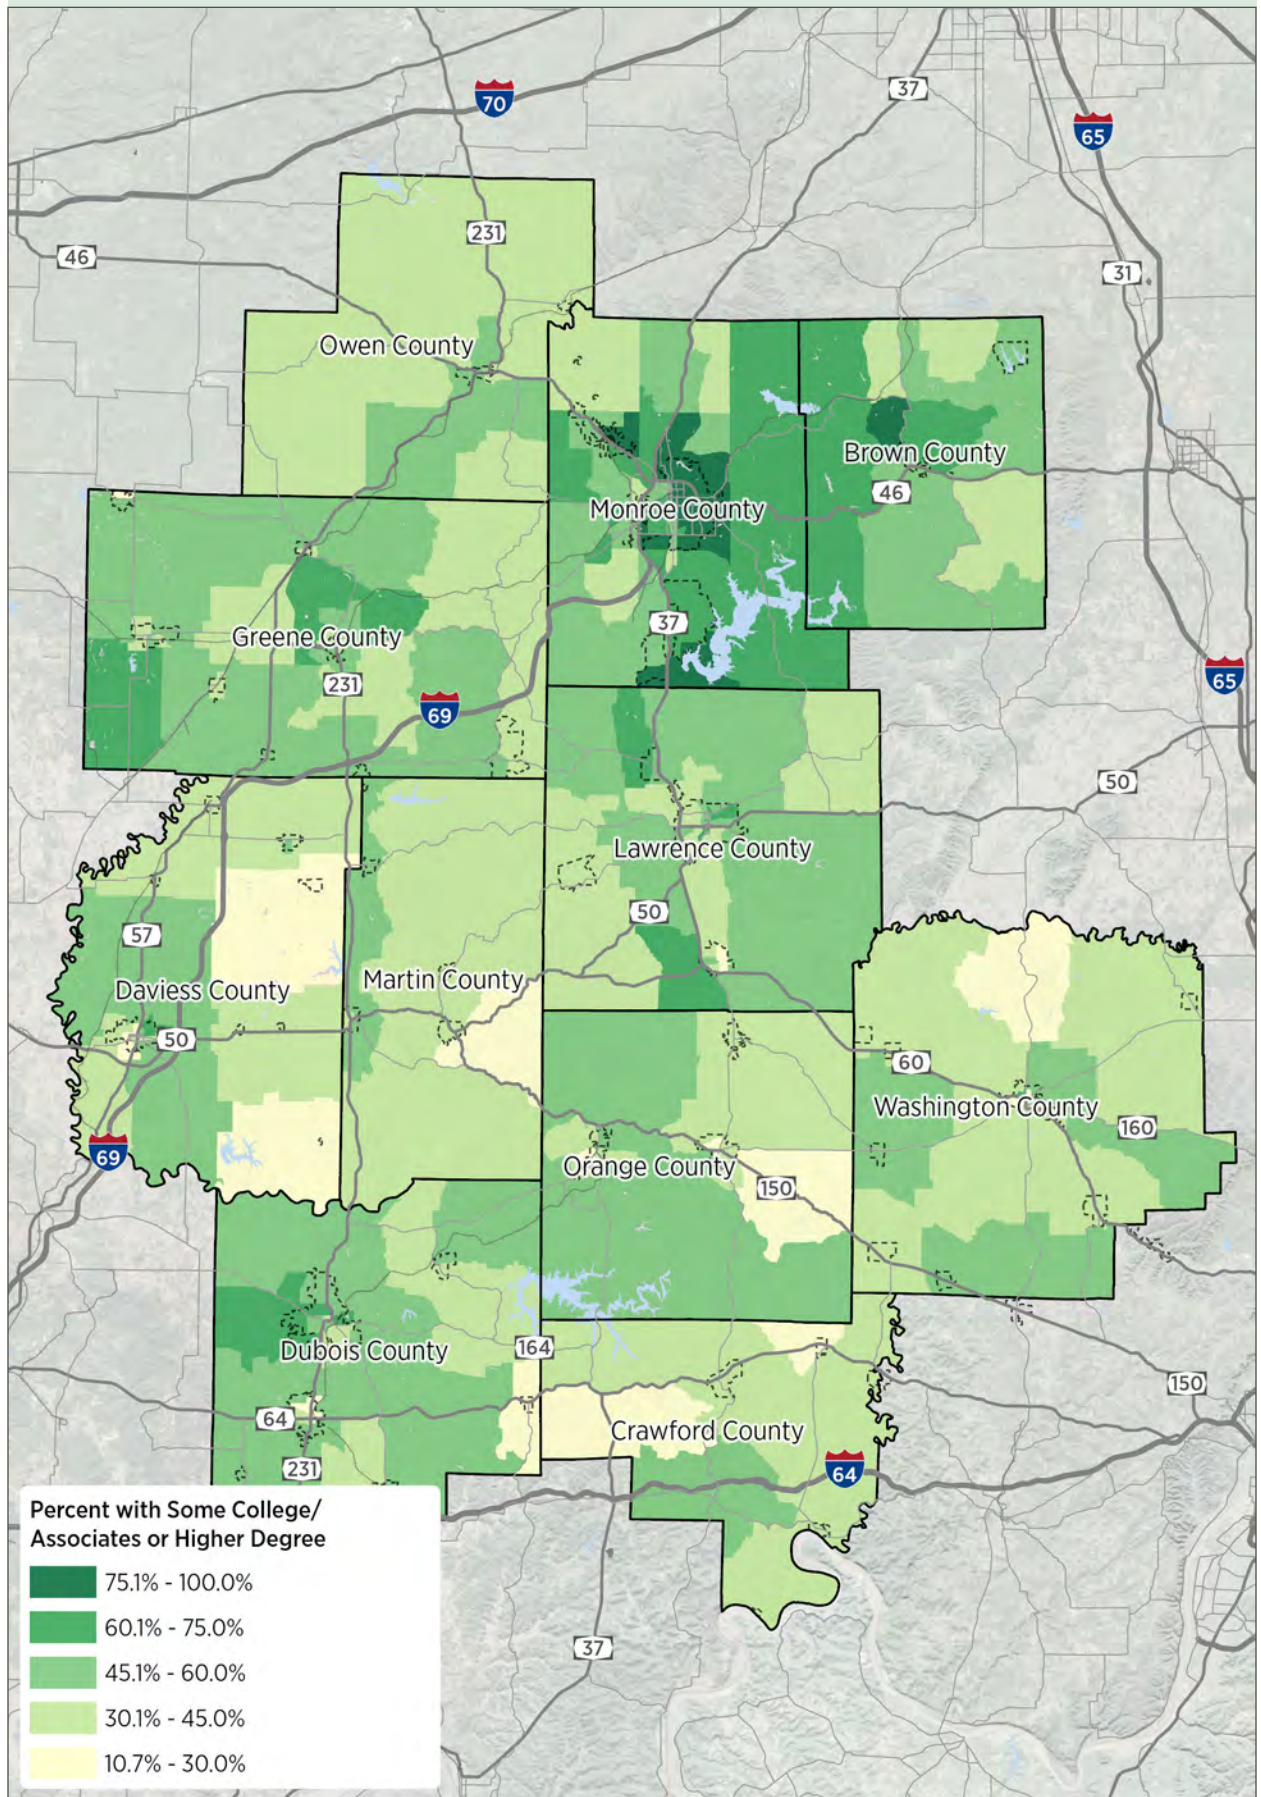 70
37
65
231
46
31
Owen County
Brown County
46
Monroe County
37
Greene County
231
65
69
50
Lawrence County
50
57
Martin County
Daviess County
50
60
Washington County
160
69
Orange County
150
164
Dubois County
150
64
Crawford County
231
64
Percent with Some College/
Associates or Higher Degree
75.1% - 100.0%
60.1% - 75.0%
45.1% - 60.0%
37
30.1% - 45.0%
10.7% - 30.0%